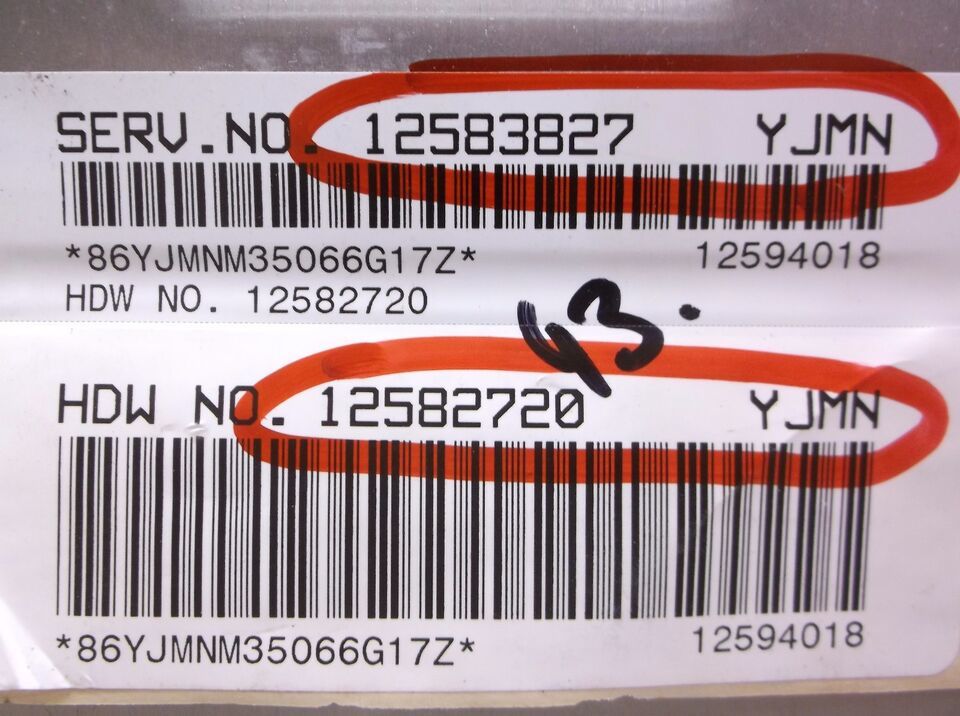 SERV.NO. 12583827 YJMN
*86YJMNM35066G17Z* 12594018
HDW NO. 12582720
43.
HDW NO. 12582720 YJMN
*86YJMNM35066G17Z* 12594018